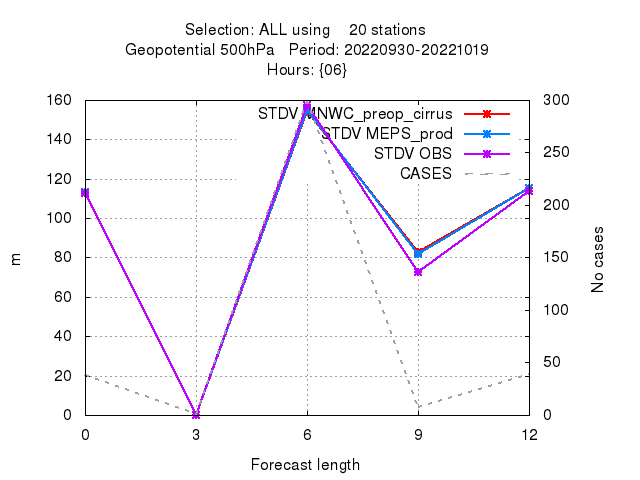 Selection: ALL using 20 stations
Geopotential 500hPa Period: 20220930-20221019
Hours: {06}
STDV MNWC_preop_cirrus
STDV MEPS_prod
STDV OBS
CASES
160
140
120
100
80
60
40
20
0
m
300
250
200
150
100
50
0
No cases
0 3 6 9 12
Forecast length